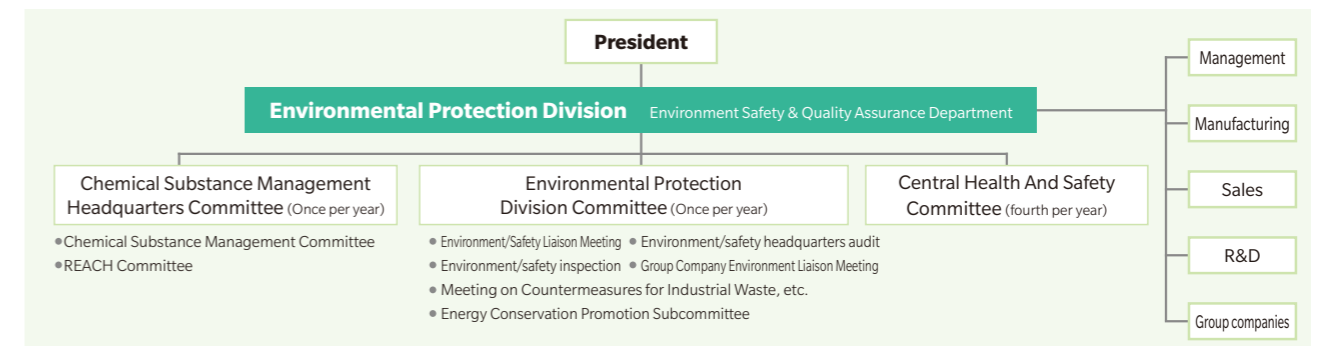 President
Environmental Protection Division Environment Safety & Quality Assurance Department
Chemical Substance Management
Headquarters Committee (Once per year)
•Chemical Substance Management Committee
•REACH Committee
Environmental Protection
Division Committee (Once per year)
• Environment/Safety Liaison Meeting • Environment/safety headquarters audit
• Environment/safety inspection • Group Company Environment Liaison Meeting
• Meeting on Countermeasures for Industrial Waste, etc.
• Energy Conservation Promotion Subcommittee
Central Health And Safety
Committee (fourth per year)
Management
Manufacturing
Sales
R&D
Group companies